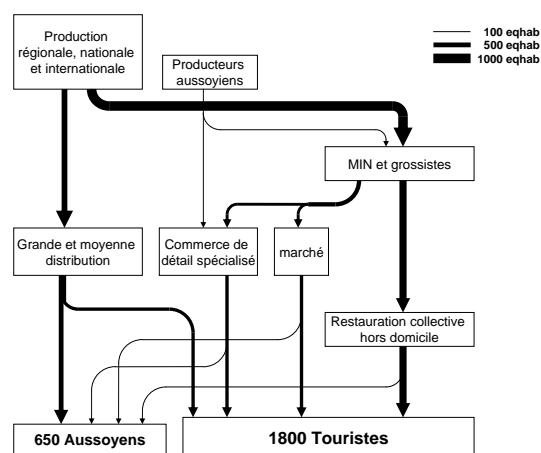 Production
régionale, nationale
et internationale
Producteurs
aussoyiens
100 eqhab
500 eqhab
1000 eqhab
MIN et grossistes
Grande et moyenne
distribution
Commerce de
détail spécialisé
marché
Restauration collective
hors domicile
650 Aussoyens
1800 Touristes